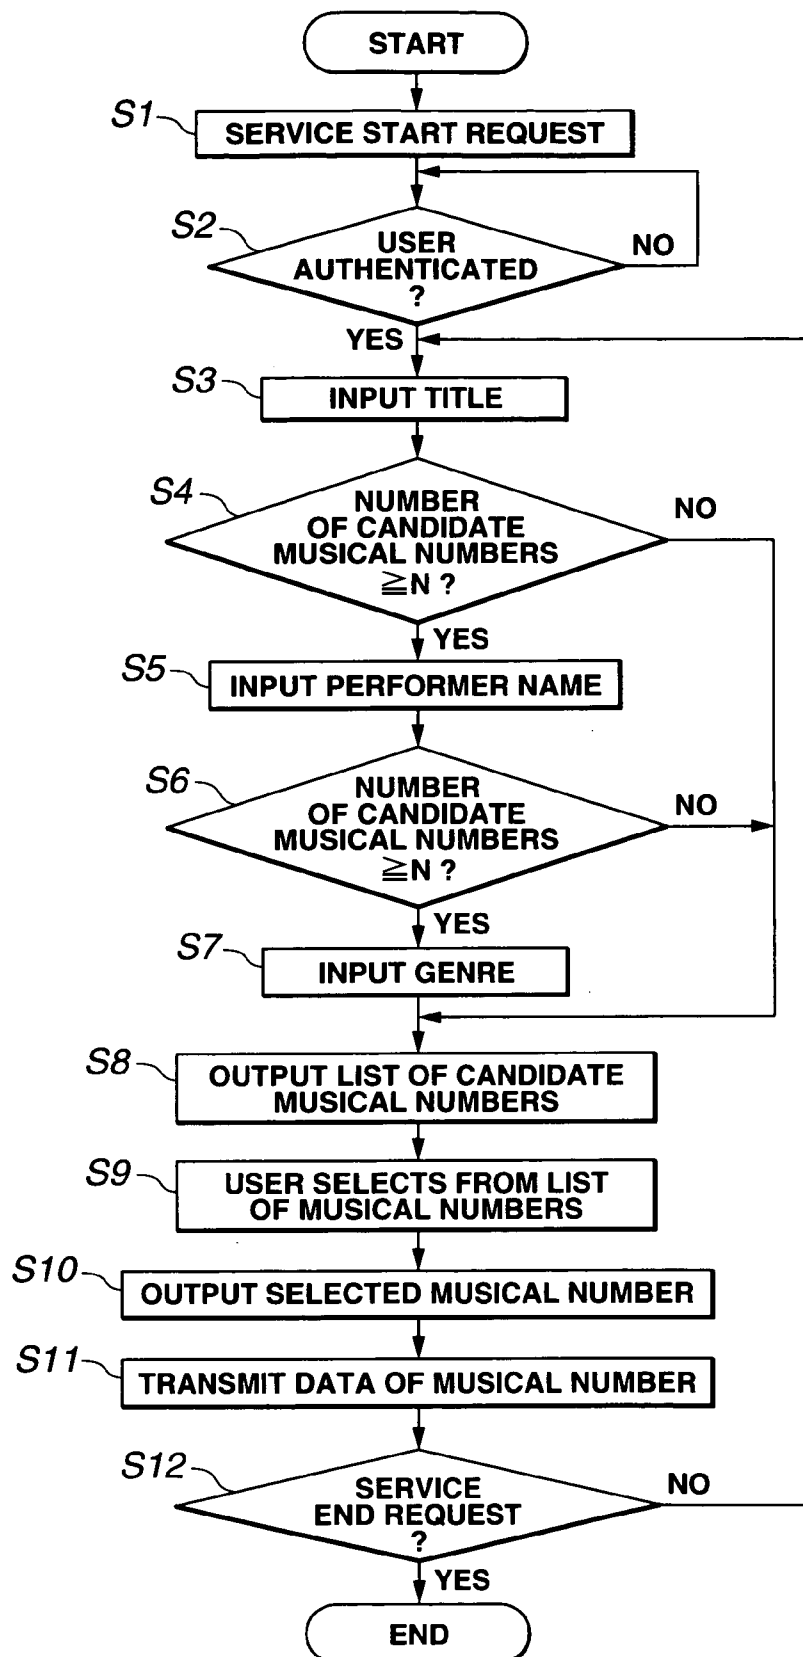 START
S1
SERVICE START REQUEST
S2
USER
AUTHENTICATED
?
NO
YES
S3
INPUT TITLE
S4
NUMBER
OF CANDIDATE
MUSICAL NUMBERS
≧N ?
NO
YES
S5
INPUT PERFORMER NAME
S6
NUMBER
OF CANDIDATE
MUSICAL NUMBERS
≧N ?
NO
YES
S7
INPUT GENRE
S8
OUTPUT LIST OF CANDIDATE
MUSICAL NUMBERS
S9
USER SELECTS FROM LIST
OF MUSICAL NUMBERS
S10
OUTPUT SELECTED MUSICAL NUMBER
S11
TRANSMIT DATA OF MUSICAL NUMBER
S12
SERVICE
END REQUEST
?
NO
YES
END